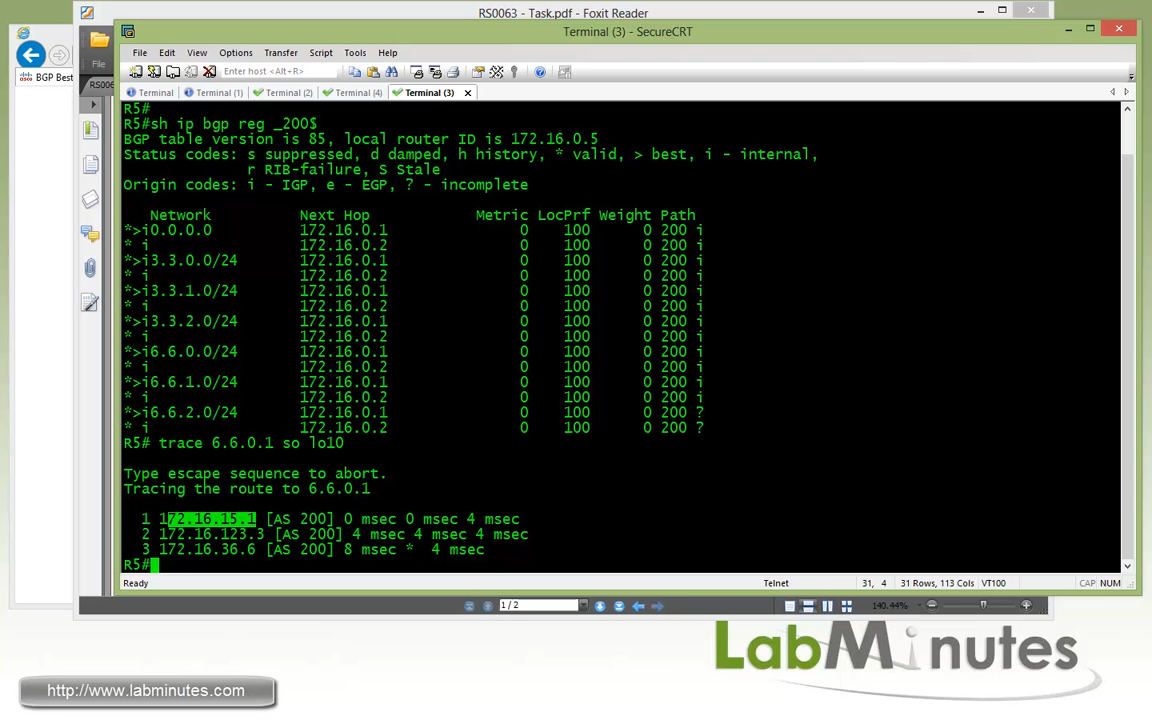 RS0063 - Task.pdf - Foxit Reader
Terminal (3) - SecureCRT
File Edit View Options Transfer Script Tools Help
Enter host <Alt+R>
File
BGP Best
RS006
Terminal Terminal (1) Terminal (2) Terminal (4) Terminal (3)
R5#
R5#sh ip bgp reg _200$
BGP table version is 85, local router ID is 172.16.0.5
Status codes: s suppressed, d damped, h history, * valid, > best, i - internal,
r RIB-failure, S Stale
Origin codes: i - IGP, e - EGP, ? - incomplete
Network Next Hop Metric LocPrf Weight Path
*>i0.0.0.0 172.16.0.1 0 100 0 200 i
* i 172.16.0.2 0 100 0 200 i
*>i3.3.0.0/24 172.16.0.1 0 100 0 200 i
* i 172.16.0.2 0 100 0 200 i
*>i3.3.1.0/24 172.16.0.1 0 100 0 200 i
* i 172.16.0.2 0 100 0 200 i
*>i3.3.2.0/24 172.16.0.1 0 100 0 200 i
* i 172.16.0.2 0 100 0 200 i
*>i6.6.0.0/24 172.16.0.1 0 100 0 200 i
* i 172.16.0.2 0 100 0 200 i
*>i6.6.1.0/24 172.16.0.1 0 100 0 200 i
* i 172.16.0.2 0 100 0 200 i
*>i6.6.2.0/24 172.16.0.1 0 100 0 200 ?
* i 172.16.0.2 0 100 0 200 ?
R5# trace 6.6.0.1 so lo10
Type escape sequence to abort.
Tracing the route to 6.6.0.1
1 172.16.15.1 [AS 200] 0 msec 0 msec 4 msec
2 172.16.123.3 [AS 200] 4 msec 4 msec 4 msec
3 172.16.36.6 [AS 200] 8 msec * 4 msec
R5#
Ready Telnet 31, 4 31 Rows, 113 Cols VT100 CAP NUM
1 / 2 140.44%
LabMinutes
http://www.labminutes.com